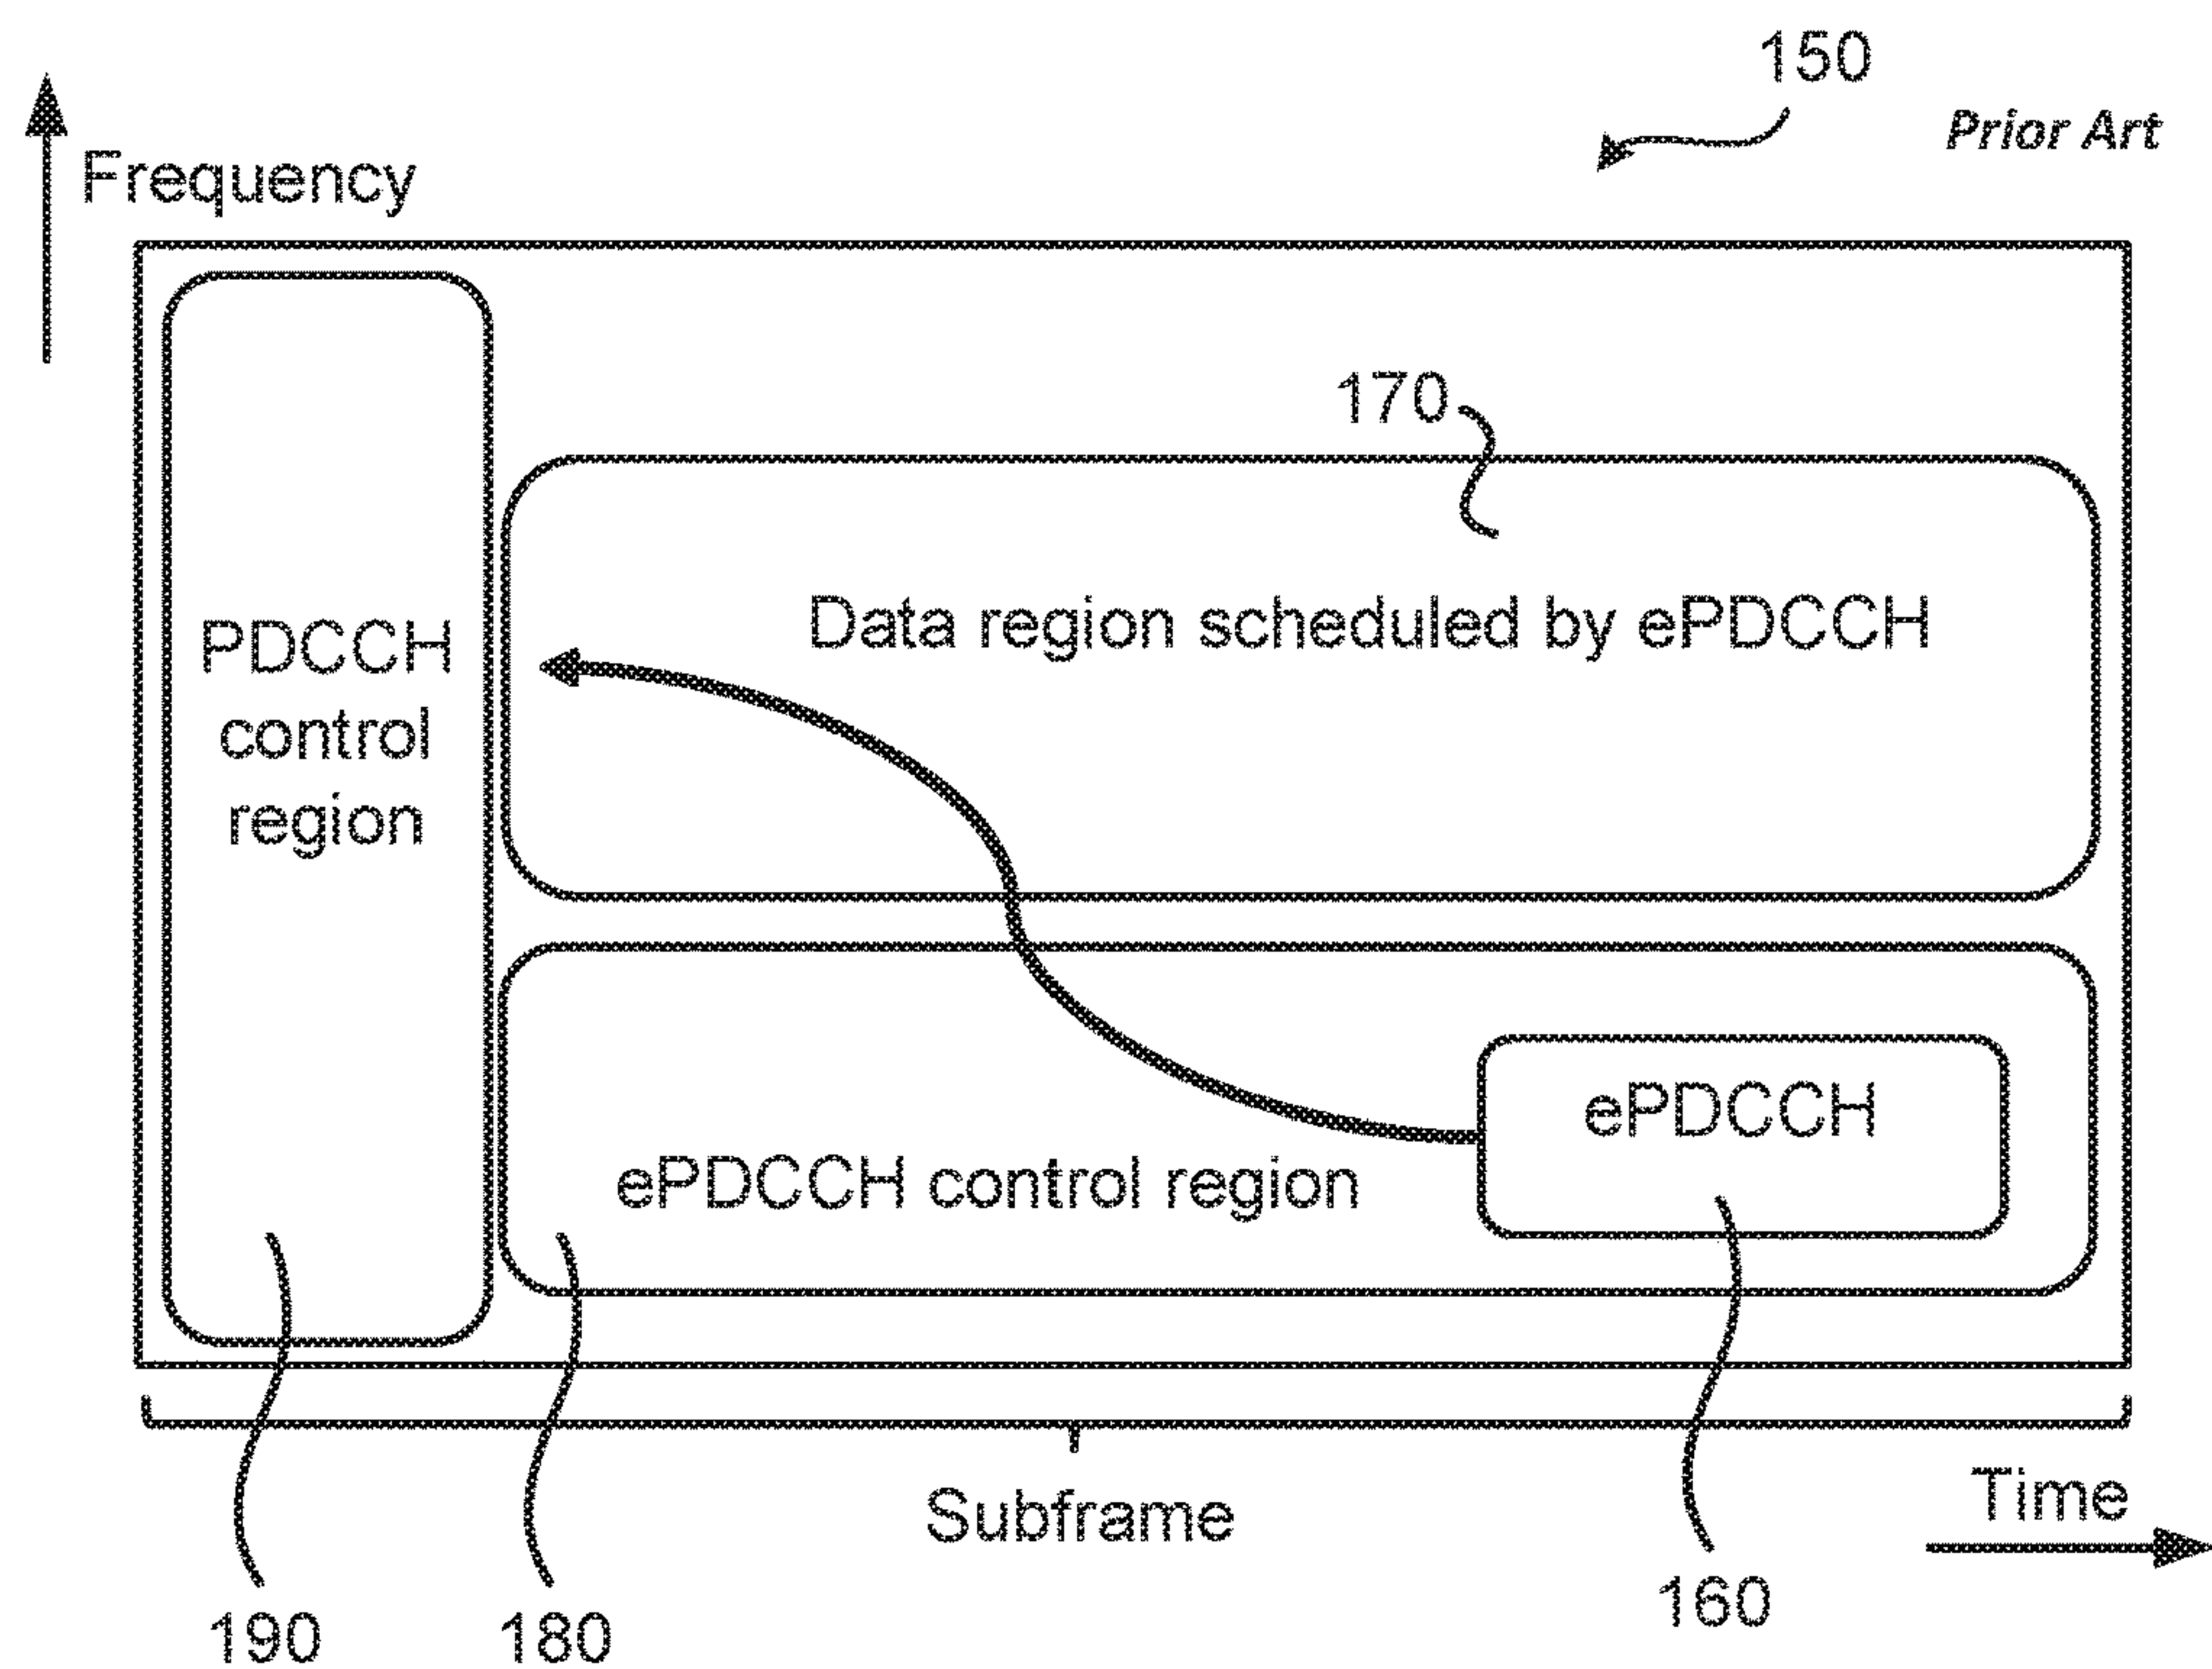 150
Prior Art
Frequency
170
Data region scheduled by ePDCCH
PDCCH
control
region
ePDCCH
ePDCCH control region
Subframe
Time
190
180
160